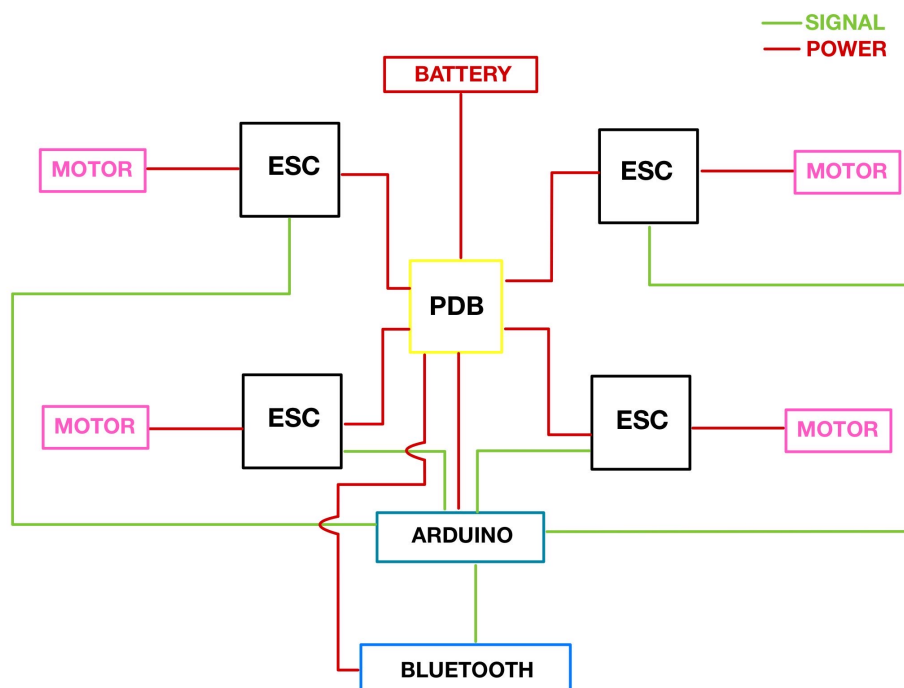 SIGNAL
POWER
BATTERY
MOTOR
ESC
ESC
MOTOR
PDB
MOTOR
ESC
ESC
MOTOR
ARDUINO
BLUETOOTH